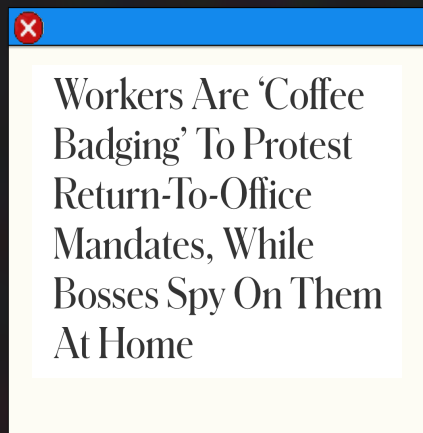 Workers Are ‘Coffee
Badging’ To Protest
Return-To-Office
Mandates, While
Bosses Spy On Them
At Home